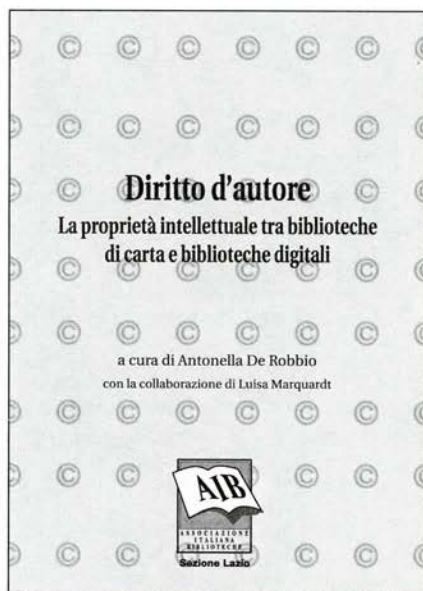 Diritto d'autore
La proprietà intellettuale tra biblioteche
di carta e biblioteche digitali
a cura di Antonella De Robbio
con la collaborazione di Luisa Marquardt
AIB
ASSOCIAZIONE
ITALIANA
BIBLIOTECHE
Sezione Lazio